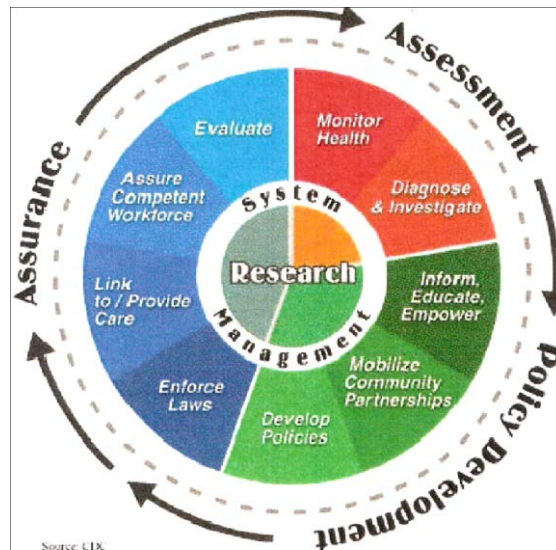 Assessment
Policy Development
Assurance
Monitor
Health
Diagnose
& Investigate
Inform,
Educate,
Empower
Mobilize
Community
Partnerships
Develop
Policies
Enforce
Laws
Link
to / Provide
Care
Assure
Competent
Workforce
Evaluate
System
Management
Research
Source: CDC